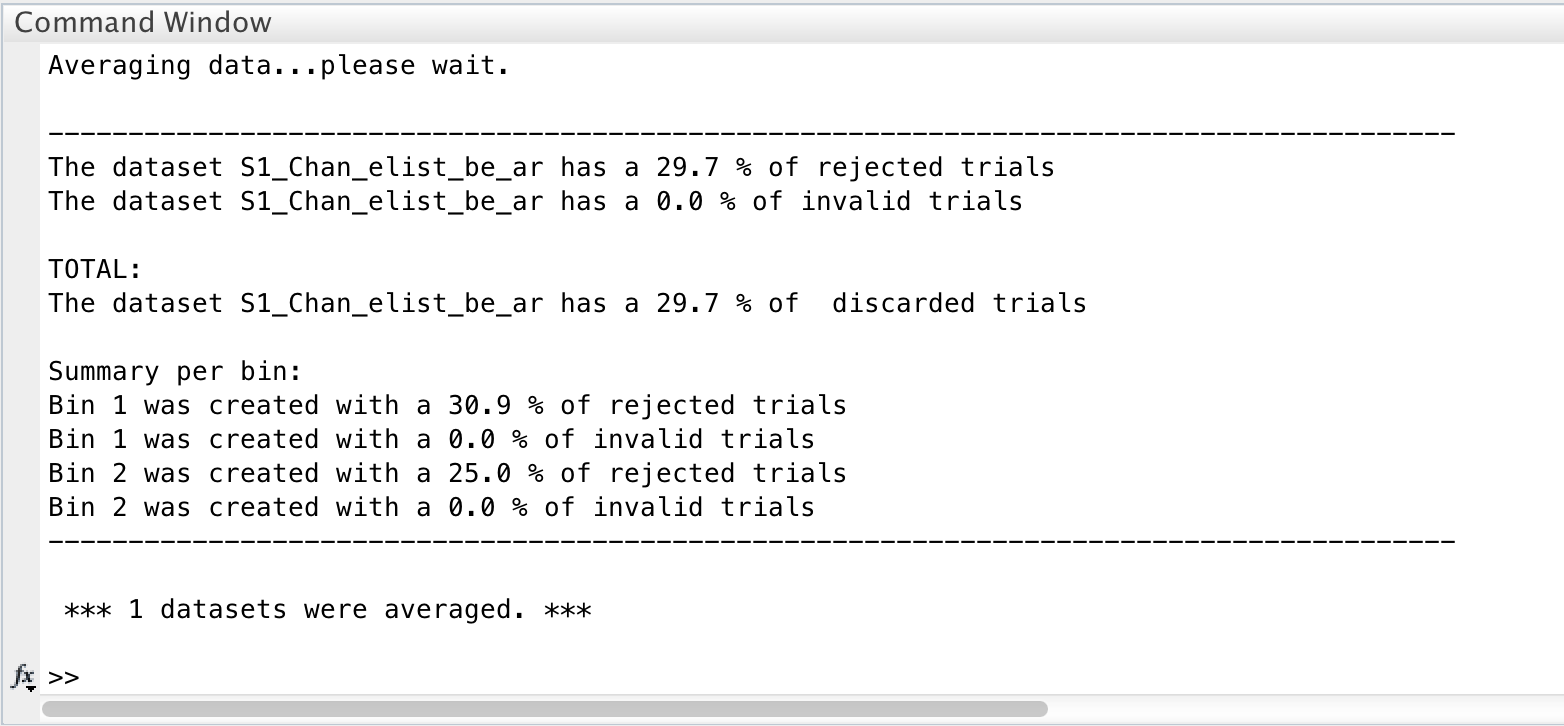 Command Window
Averaging data...please wait.
----------------------------------------------------------------------------------------
The dataset S1_Chan_elist_be_ar has a 29.7 % of rejected trials
The dataset S1_Chan_elist_be_ar has a 0.0 % of invalid trials
TOTAL:
The dataset S1_Chan_elist_be_ar has a 29.7 % of  discarded trials
Summary per bin:
Bin 1 was created with a 30.9 % of rejected trials
Bin 1 was created with a 0.0 % of invalid trials
Bin 2 was created with a 25.0 % of rejected trials
Bin 2 was created with a 0.0 % of invalid trials
----------------------------------------------------------------------------------------
*** 1 datasets were averaged. ***
fx >>